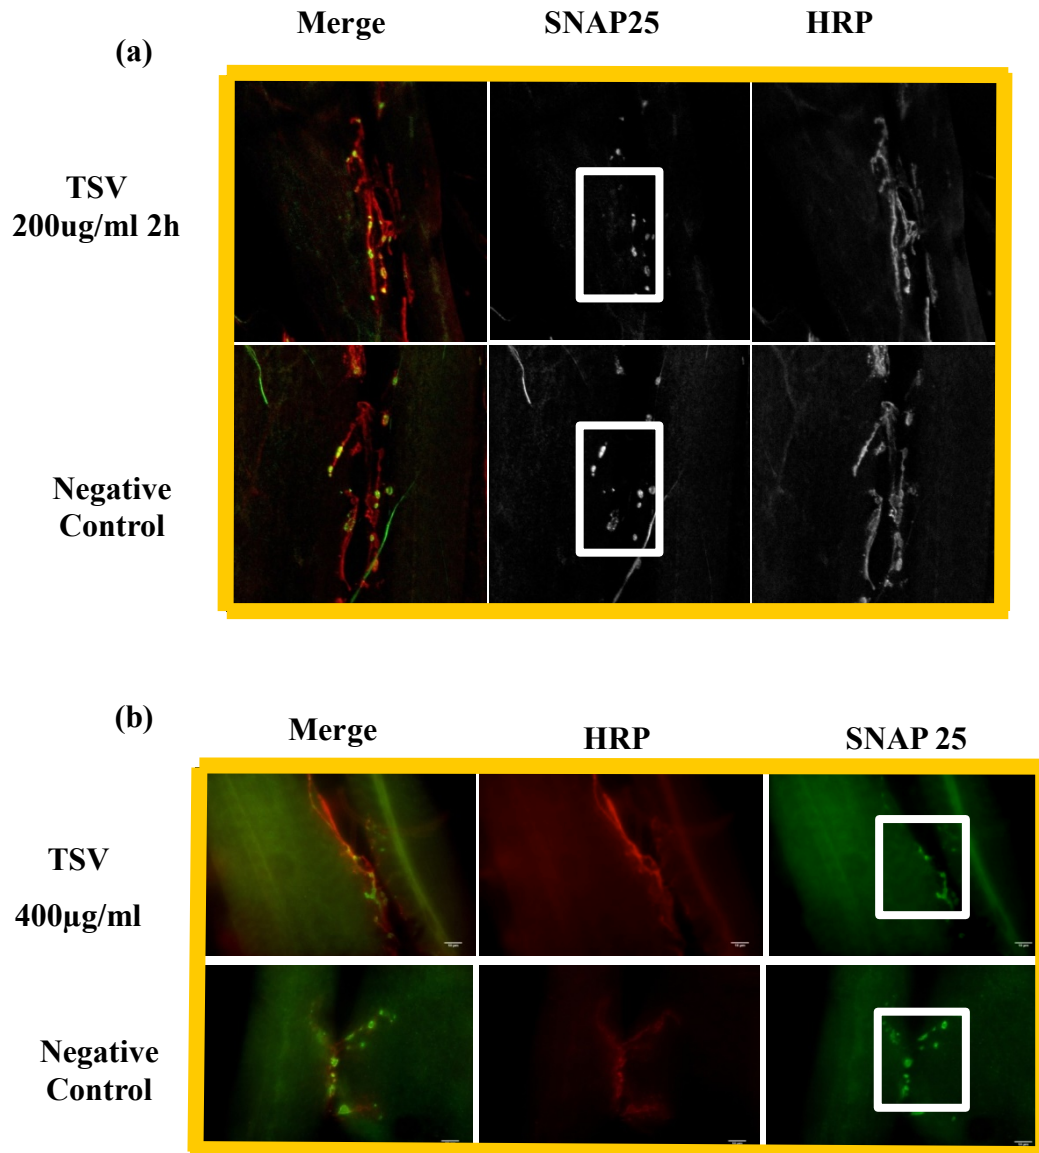 Merge SNAP25 HRP
(a)
TSV
200ug/ml 2h
Negative
Control
(b)
Merge HRP SNAP 25
TSV
400µg/ml
Negative
Control